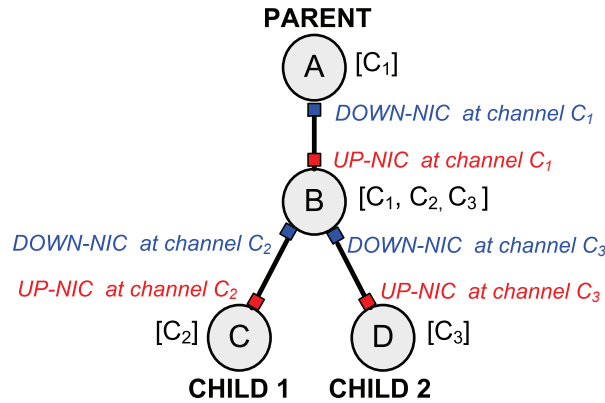 PARENT
A [C₁]
DOWN-NIC at channel C₁
UP-NIC at channel C₁
B [C₁, C₂, C₃]
DOWN-NIC at channel C₂ DOWN-NIC at channel C₃
UP-NIC at channel C₂ UP-NIC at channel C₃
[C₂] C D [C₃]
CHILD 1 CHILD 2